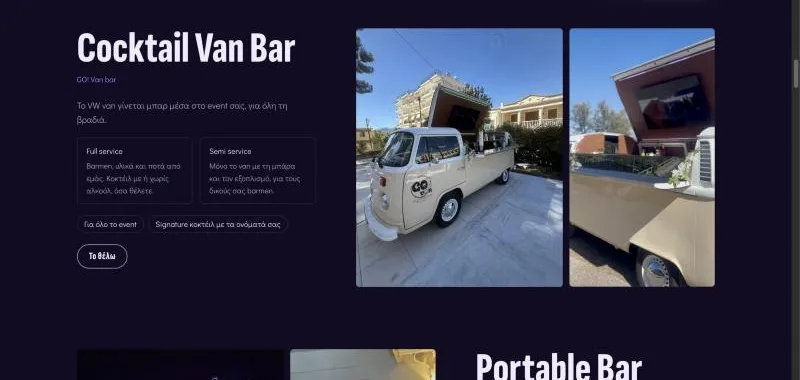 Cocktail Van Bar
GO! Van bar
Το VW van γίνεται μπαρ μέσα στο event σας, για όλη τη
βραδιά.
Full service
Barmen, υλικά και ποτά από
εμάς. Κοκτέιλ με ή χωρίς
αλκοόλ, όσα θέλετε.
Semi service
Μόνο το van με τη μπάρα
και τον εξοπλισμό, για τους
δικούς σας barmen.
Για όλο το event
Signature κοκτέιλ με τα ονόματά σας
Το θέλω
GO
Portable Bar